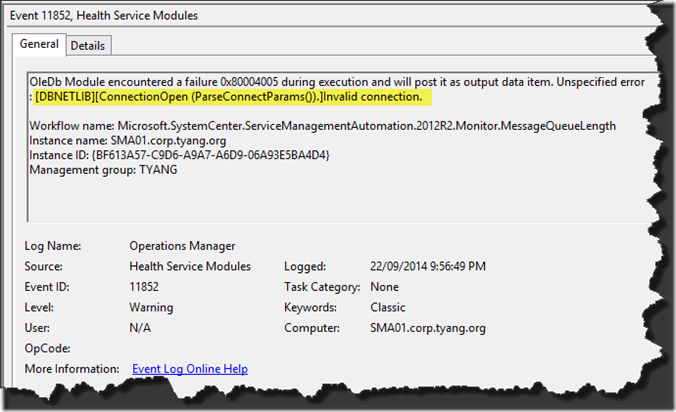 Event 11852, Health Service Modules
General Details
OleDb Module encountered a failure 0x80004005 during execution and will post it as output data item. Unspecified error
: [DBNETLIB][ConnectionOpen (ParseConnectParams()).]Invalid connection.
Workflow name: Microsoft.SystemCenter.ServiceManagementAutomation.2012R2.Monitor.MessageQueueLength
Instance name: SMA01.corp.tyang.org
Instance ID: {BF613A57-C9D6-A9A7-A6D9-06A93E5BA4D4}
Management group: TYANG
Log Name: Operations Manager
Source: Health Service Modules Logged: 22/09/2014 9:56:49 PM
Event ID: 11852 Task Category: None
Level: Warning Keywords: Classic
User: N/A Computer: SMA01.corp.tyang.org
OpCode:
More Information: Event Log Online Help